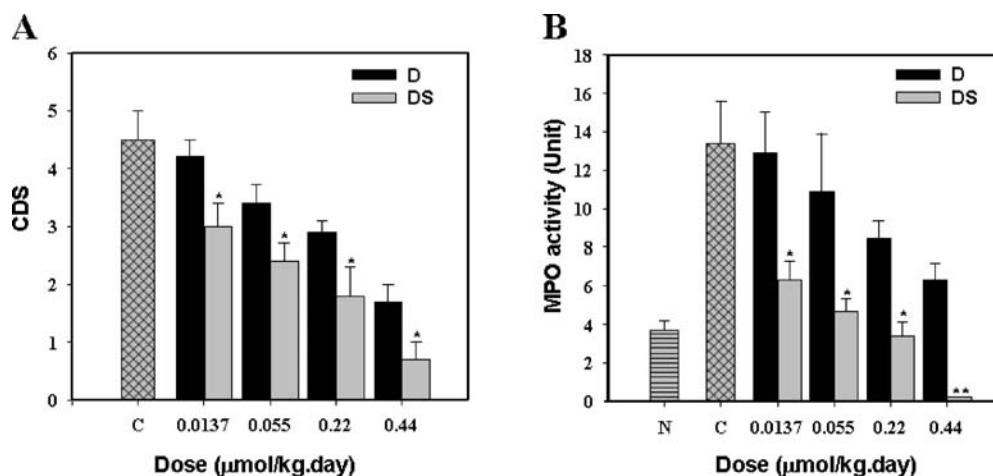 A
6
5
4
3
2
1
0
CDS
D
DS
*
*
*
*
C 0.0137 0.055 0.22 0.44
Dose (μmol/kg.day)
B
18
16
14
12
10
8
6
4
2
0
MPO activity (Unit)
D
DS
*
*
*
**
N C 0.0137 0.055 0.22 0.44
Dose (μmol/kg.day)